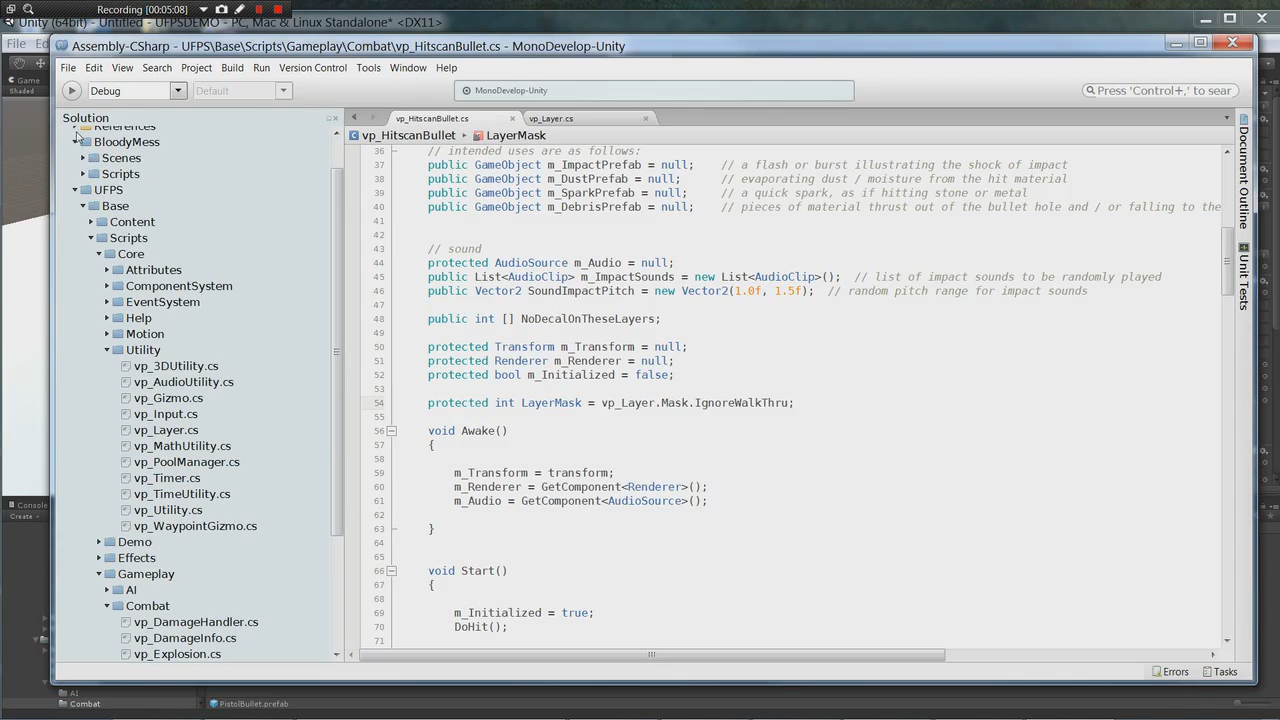 Recording [00:05:08]
Unity (64bit) - Untitled - UFPSDEMO - PC, Mac & Linux Standalone* <DX11>
File
Assembly-CSharp - UFPS\Base\Scripts\Gameplay\Combat\vp_HitscanBullet.cs - MonoDevelop-Unity
File Edit View Search Project Build Run Version Control Tools Window Help
Game
Shaded
Debug
Default
MonoDevelop-Unity
Press 'Control+,' to sear
Solution
References
BloodyMess
Scenes
Scripts
UFPS
Base
Content
Scripts
Core
Attributes
ComponentSystem
EventSystem
Help
Motion
Utility
vp_3DUtility.cs
vp_AudioUtility.cs
vp_Gizmo.cs
vp_Input.cs
vp_Layer.cs
vp_MathUtility.cs
vp_PoolManager.cs
vp_Timer.cs
vp_TimeUtility.cs
vp_Utility.cs
vp_WaypointGizmo.cs
Demo
Effects
Gameplay
AI
Combat
vp_DamageHandler.cs
vp_DamageInfo.cs
vp_Explosion.cs
vp_HitscanBullet.cs
vp_Layer.cs
vp_HitscanBullet
LayerMask
36 // intended uses are as follows:
37 public GameObject m_ImpactPrefab = null; // a flash or burst illustrating the shock of impact
38 public GameObject m_DustPrefab = null; // evaporating dust / moisture from the hit material
39 public GameObject m_SparkPrefab = null; // a quick spark, as if hitting stone or metal
40 public GameObject m_DebrisPrefab = null; // pieces of material thrust out of the bullet hole and / or falling to the
41
42
43 // sound
44 protected AudioSource m_Audio = null;
45 public List<AudioClip> m_ImpactSounds = new List<AudioClip>(); // list of impact sounds to be randomly played
46 public Vector2 SoundImpactPitch = new Vector2(1.0f, 1.5f); // random pitch range for impact sounds
47
48 public int [] NoDecalOnTheseLayers;
49
50 protected Transform m_Transform = null;
51 protected Renderer m_Renderer = null;
52 protected bool m_Initialized = false;
53
54 protected int LayerMask = vp_Layer.Mask.IgnoreWalkThru;
55
56 void Awake()
57 {
58
59 m_Transform = transform;
60 m_Renderer = GetComponent<Renderer>();
61 m_Audio = GetComponent<AudioSource>();
62
63 }
64
65
66 void Start()
67 {
68
69 m_Initialized = true;
70 DoHit();
71
Document Outline
Unit Tests
Errors
Tasks
Console
Create
AI
Combat
PistolBullet.prefab